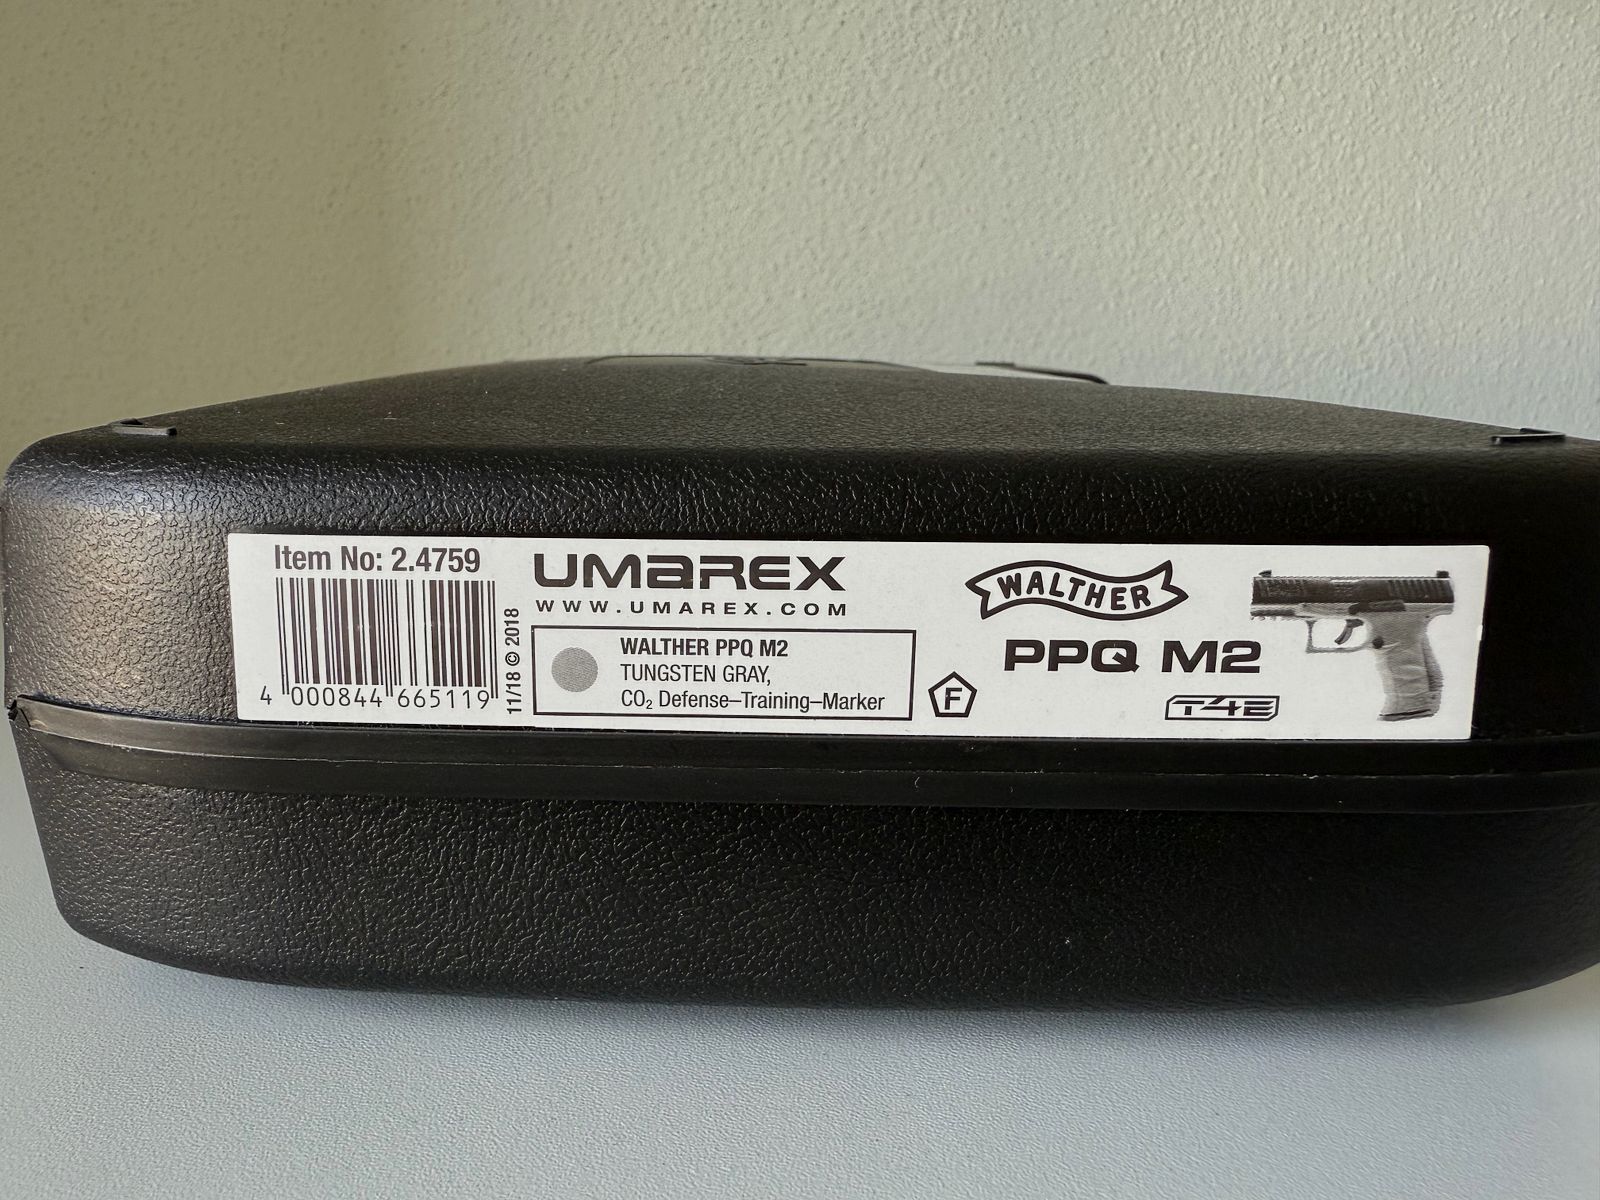 Item No: 2.4759
4 000844 665119
11/18 © 2018
UMAREX
WWW.UMAREX.COM
WALTHER PPQ M2
TUNGSTEN GRAY,
CO₂ Defense–Training–Marker
F
WALTHER
PPQ M2
T4E